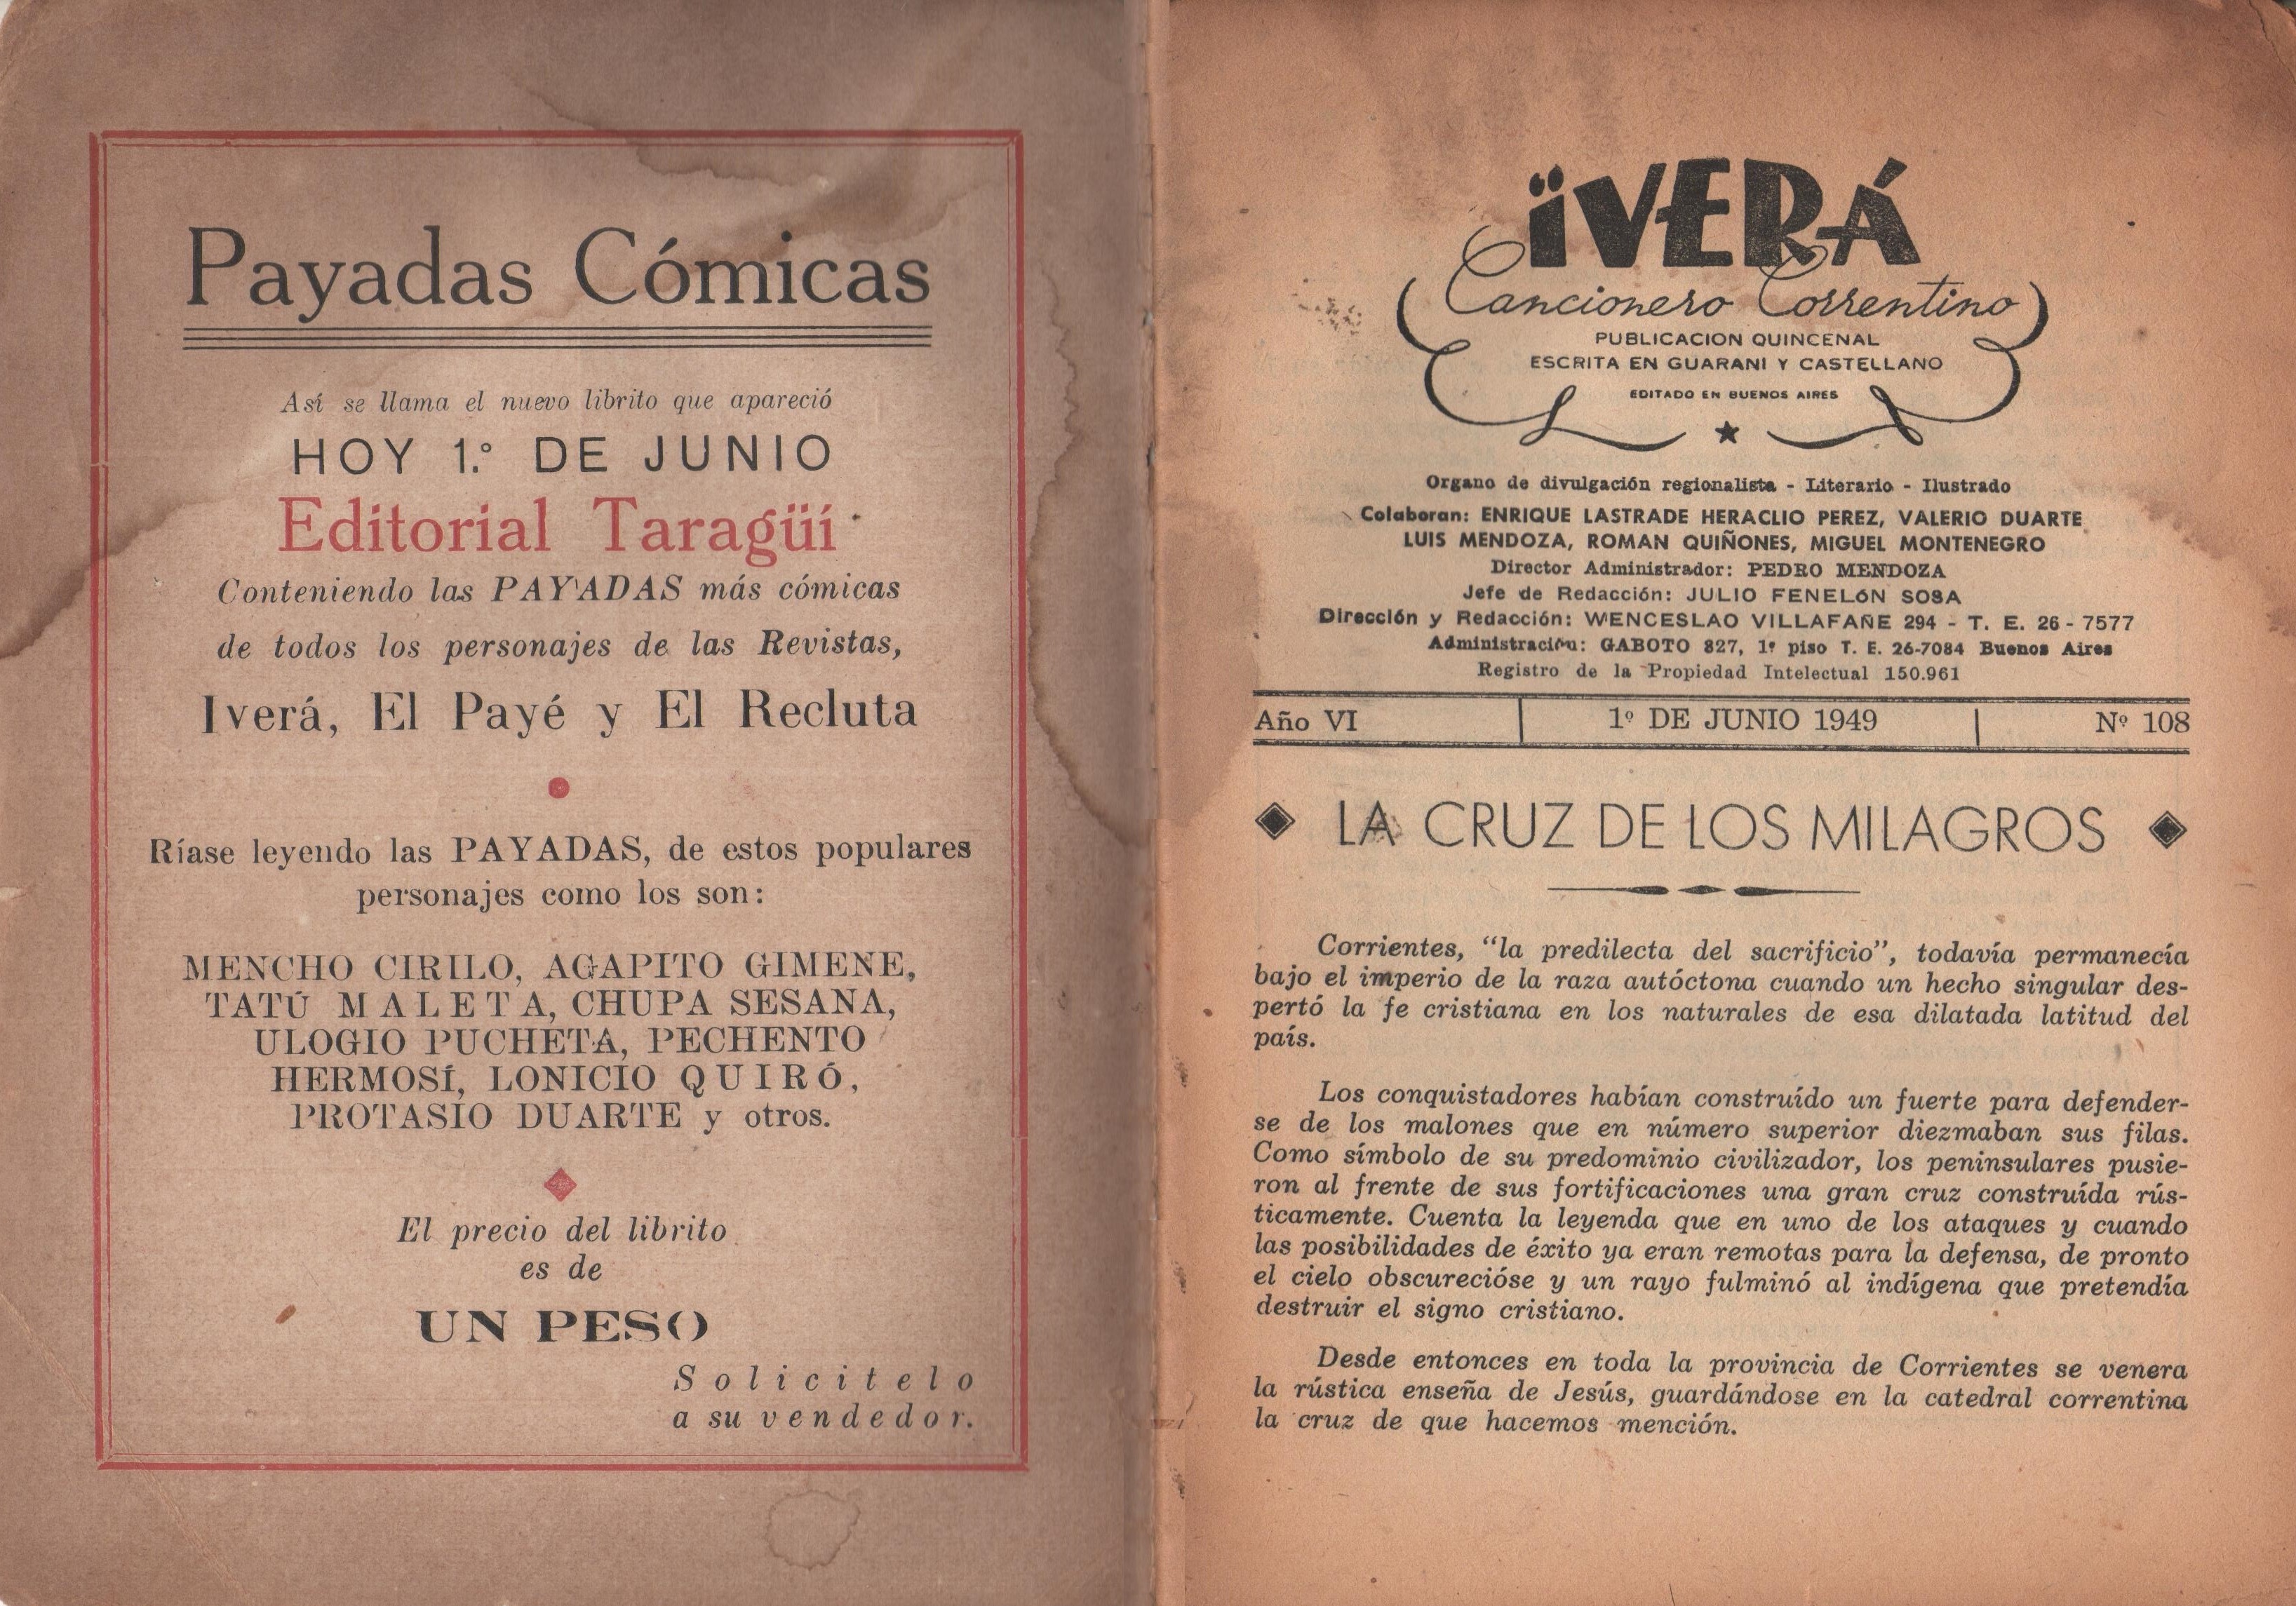 Payadas Cómicas
Así se llama el nuevo librito que apareció
HOY 1.º DE JUNIO
Editorial Taragüí
Conteniendo las PAYADAS más cómicas
de todos los personajes de las Revistas,
Iverá, El Payé y El Recluta
Ríase leyendo las PAYADAS, de estos populares
personajes como los son:
MENCHO CIRILO, AGAPITO GIMENE,
TATÚ MALETA, CHUPA SESANA,
ULOGIO PUCHETA, PECHENTO
HERMOSÍ, LONICIO QUIRÓ,
PROTASIO DUARTE y otros.
El precio del librito
es de
UN PESO
Solicitelo
a su vendedor.
ÏVERÁ
Cancionero Correntino
PUBLICACION QUINCENAL
ESCRITA EN GUARANI Y CASTELLANO
EDITADO EN BUENOS AIRES
Organo de divulgación regionalista - Literario - Ilustrado
Colaboran: ENRIQUE LASTRADE HERACLIO PEREZ, VALERIO DUARTE
LUIS MENDOZA, ROMAN QUIÑONES, MIGUEL MONTENEGRO
Director Administrador: PEDRO MENDOZA
Jefe de Redacción: JULIO FENELÓN SOSA
Dirección y Redacción: WENCESLAO VILLAFAÑE 294 - T. E. 26 - 7577
Administración: GABOTO 827, 1º piso T. E. 26-7084 Buenos Aires
Registro de la Propiedad Intelectual 150.961
Año VI 1º DE JUNIO 1949 Nº 108
LA CRUZ DE LOS MILAGROS
Corrientes, “la predilecta del sacrificio”, todavía permanecía
bajo el imperio de la raza autóctona cuando un hecho singular des-
pertó la fe cristiana en los naturales de esa dilatada latitud del
país.
Los conquistadores habían construído un fuerte para defender-
se de los malones que en número superior diezmaban sus filas.
Como símbolo de su predominio civilizador, los peninsulares pusie-
ron al frente de sus fortificaciones una gran cruz construída rús-
ticamente. Cuenta la leyenda que en uno de los ataques y cuando
las posibilidades de éxito ya eran remotas para la defensa, de pronto
el cielo obscurecióse y un rayo fulminó al indígena que pretendía
destruir el signo cristiano.
Desde entonces en toda la provincia de Corrientes se venera
la rústica enseña de Jesús, guardándose en la catedral correntina
la cruz de que hacemos mención.